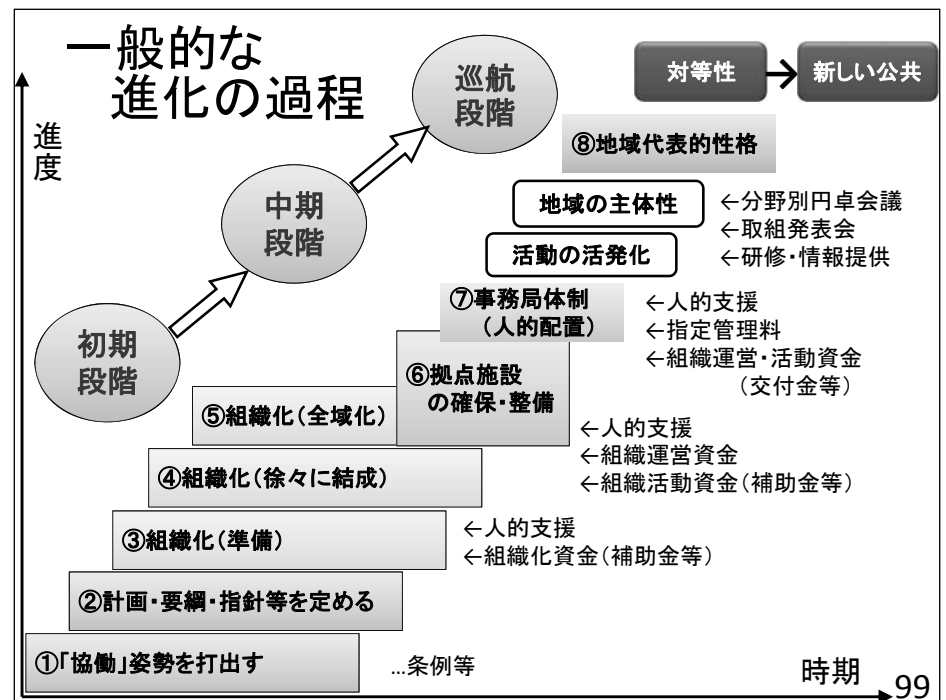 一般的な
進化の過程
進度
初期
段階
中期
段階
巡航
段階
対等性
新しい公共
⑧地域代表的性格
地域の主体性
←分野別円卓会議
←取組発表会
←研修・情報提供
活動の活発化
⑦事務局体制
(人的配置)
←人的支援
←指定管理料
←組織運営・活動資金
(交付金等)
⑥拠点施設
の確保・整備
←人的支援
←組織運営資金
←組織活動資金(補助金等)
⑤組織化(全域化)
④組織化(徐々に結成)
③組織化(準備)
←人的支援
←組織化資金(補助金等)
②計画・要綱・指針等を定める
①「協働」姿勢を打出す
...条例等
時期
99